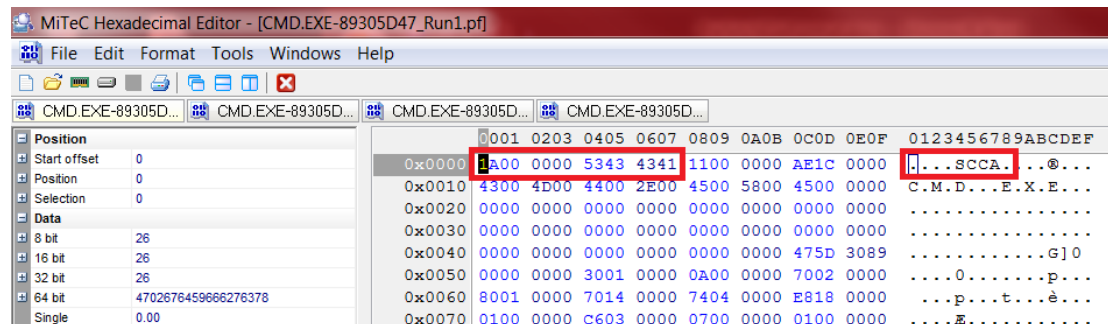 MiTeC Hexadecimal Editor - [CMD.EXE-89305D47_Run1.pf]
File Edit Format Tools Windows Help
CMD.EXE-89305D... CMD.EXE-89305D... CMD.EXE-89305D... CMD.EXE-89305D...
Position
Start offset 0
Position 0
Selection 0
Data
8 bit 26
16 bit 26
32 bit 26
64 bit 4702676459666276378
Single 0.00
0001 0203 0405 0607 0809 0A0B 0C0D 0E0F 0123456789ABCDEF
0x0000 1A00 0000 5343 4341 1100 0000 AE1C 0000 ....SCCA....®...
0x0010 4300 4D00 4400 2E00 4500 5800 4500 0000 C.M.D...E.X.E...
0x0020 0000 0000 0000 0000 0000 0000 0000 0000 ................
0x0030 0000 0000 0000 0000 0000 0000 0000 0000 ................
0x0040 0000 0000 0000 0000 0000 0000 475D 3089 ............G]0
0x0050 0000 0000 3001 0000 0A00 0000 7002 0000 ....0.......p...
0x0060 8001 0000 7014 0000 7404 0000 E818 0000 ...p...t...è...
0x0070 0100 0000 C603 0000 0700 0000 0100 0000 ....Æ...........